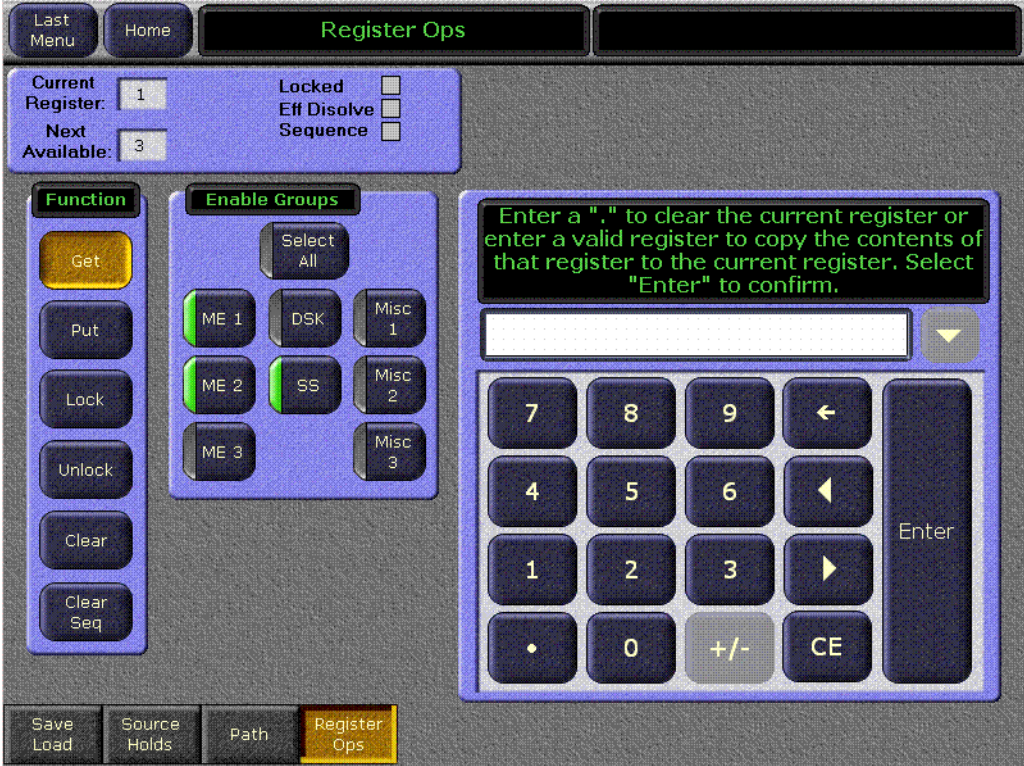 Last
Menu
Home
Register Ops
Current
Register:
1
Next
Available:
3
Locked
Eff Disolve
Sequence
Function
Get
Put
Lock
Unlock
Clear
Clear
Seq
Enable Groups
Select
All
ME 1
DSK
Misc
1
ME 2
SS
Misc
2
ME 3
Misc
3
Enter a "." to clear the current register or
enter a valid register to copy the contents of
that register to the current register. Select
"Enter" to confirm.
7
8
9
←
4
5
6
1
2
3
•
0
+/-
CE
Enter
Save
Load
Source
Holds
Path
Register
Ops